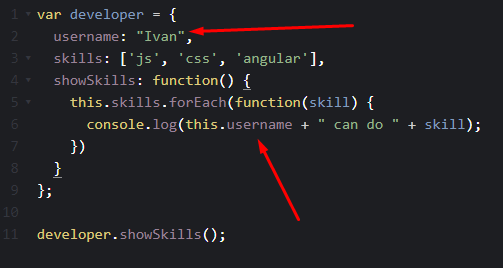 1 var developer = {
2 username: "Ivan",
3 skills: ['js', 'css', 'angular'],
4 showSkills: function() {
5 this.skills.forEach(function(skill) {
6 console.log(this.username + " can do " + skill);
7 })
8 }
9 };
10
11 developer.showSkills();